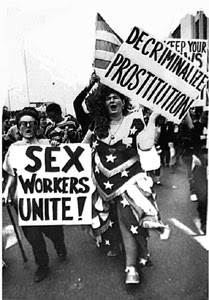 DECRIMINALIZE
PROSTITUTION
KEEP YOUR
SEX
WORKERS
UNITE!